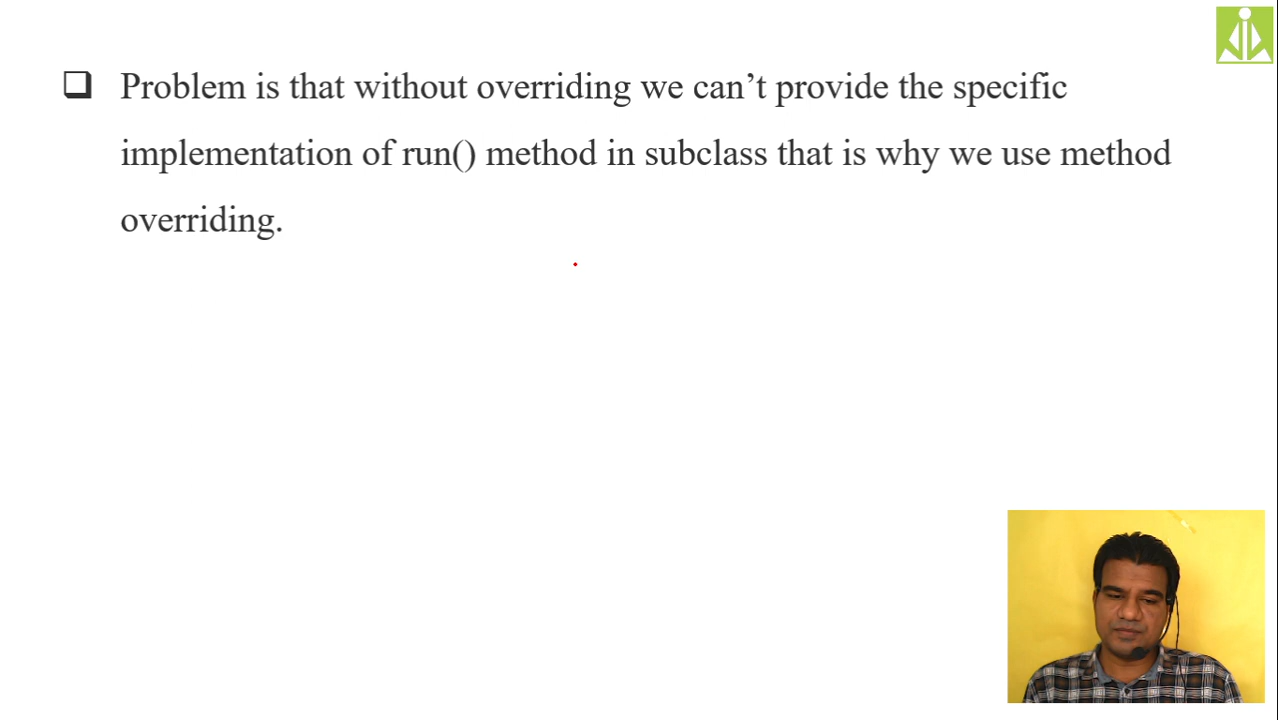 Problem is that without overriding we can’t provide the specific
implementation of run() method in subclass that is why we use method
overriding.